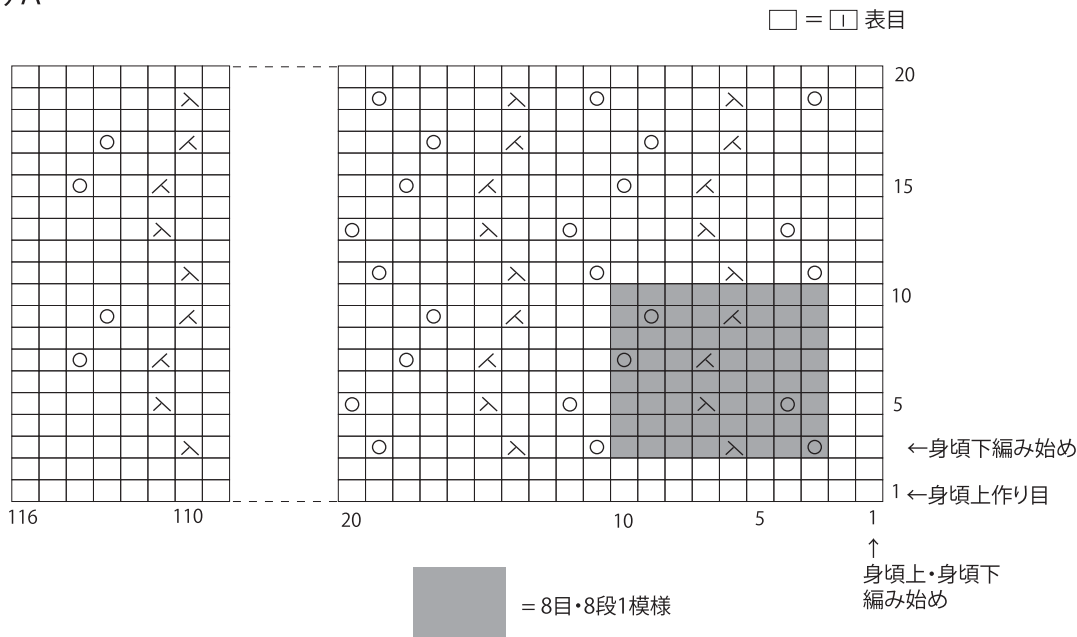 □ = 表目
20
15
10
5
←身頃下編み始め
1 ←身頃上作り目
116 110 20 10 5 1
↑
身頃上・身頃下
編み始め
= 8目・8段1模様